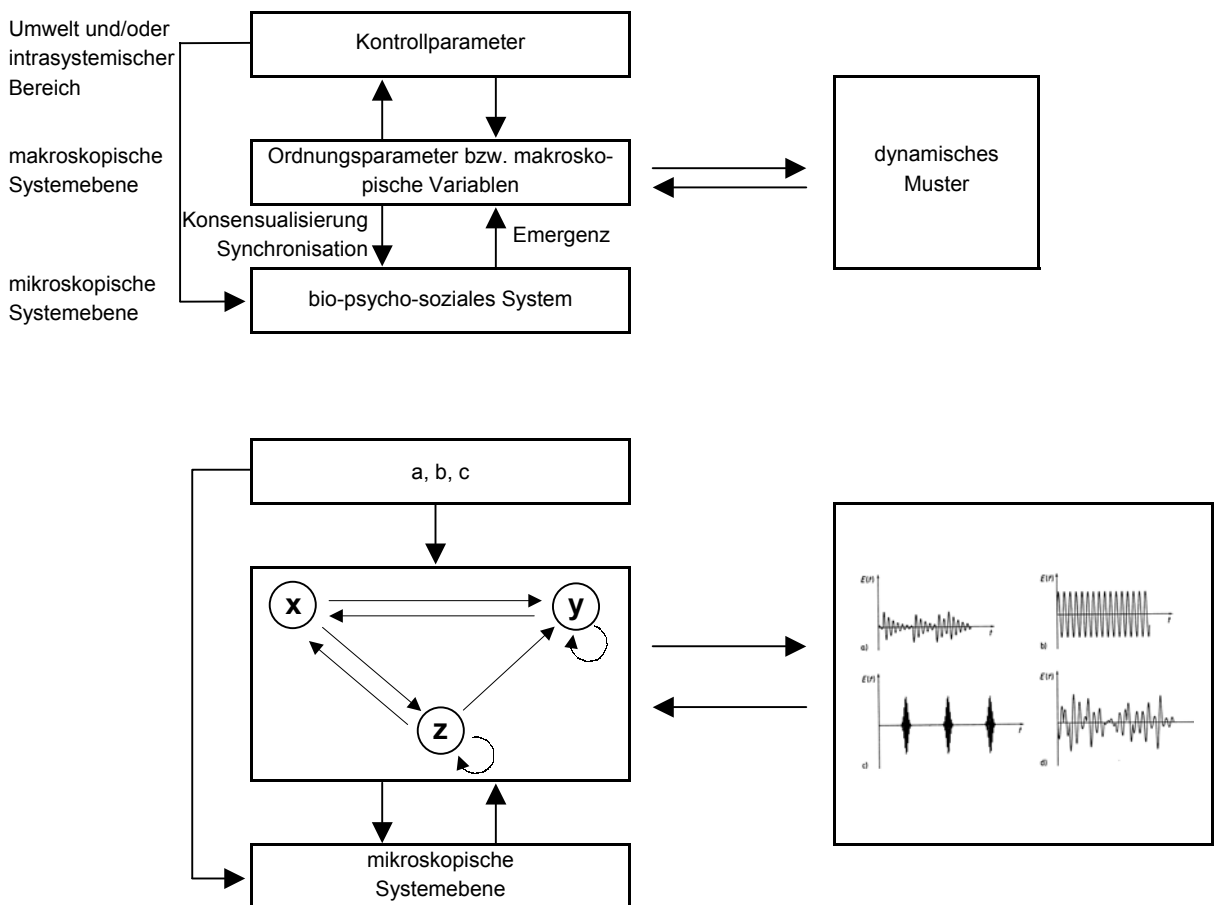 Umwelt und/oder
intrasystemischer
Bereich
Kontrollparameter
makroskopische
Systemebene
Ordnungsparameter bzw. makrosko-
pische Variablen
dynamisches
Muster
Konsensualisierung
Synchronisation
Emergenz
mikroskopische
Systemebene
bio-psycho-soziales System
a, b, c
x
y
z
E(t)
t
a)
E(t)
t
b)
E(t)
t
c)
E(t)
t
d)
mikroskopische
Systemebene